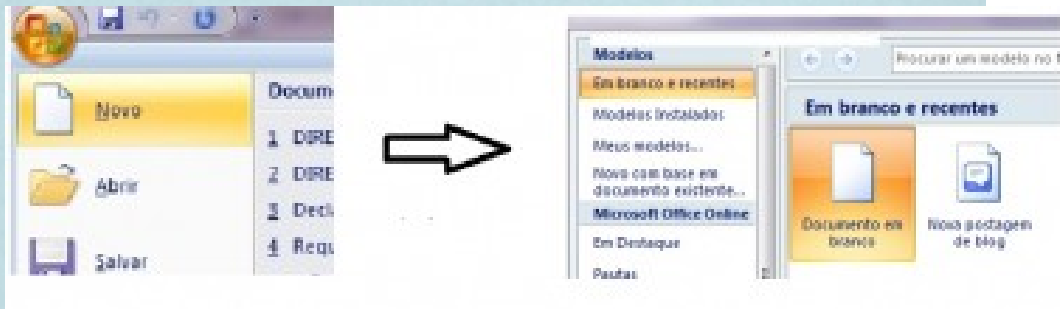 Novo
Abrir
Salvar
Docum
1 DIRE
2 DIRE
3 Decl
4 Requ
Modelos
Em branco e recentes
Modelos Instalados
Meus modelos...
Novo com base em
documento existente...
Microsoft Office Online
Em Destaque
Pautas
Procurar um modelo no
Em branco e recentes
Documento em
branco
Nova postagem
de blog